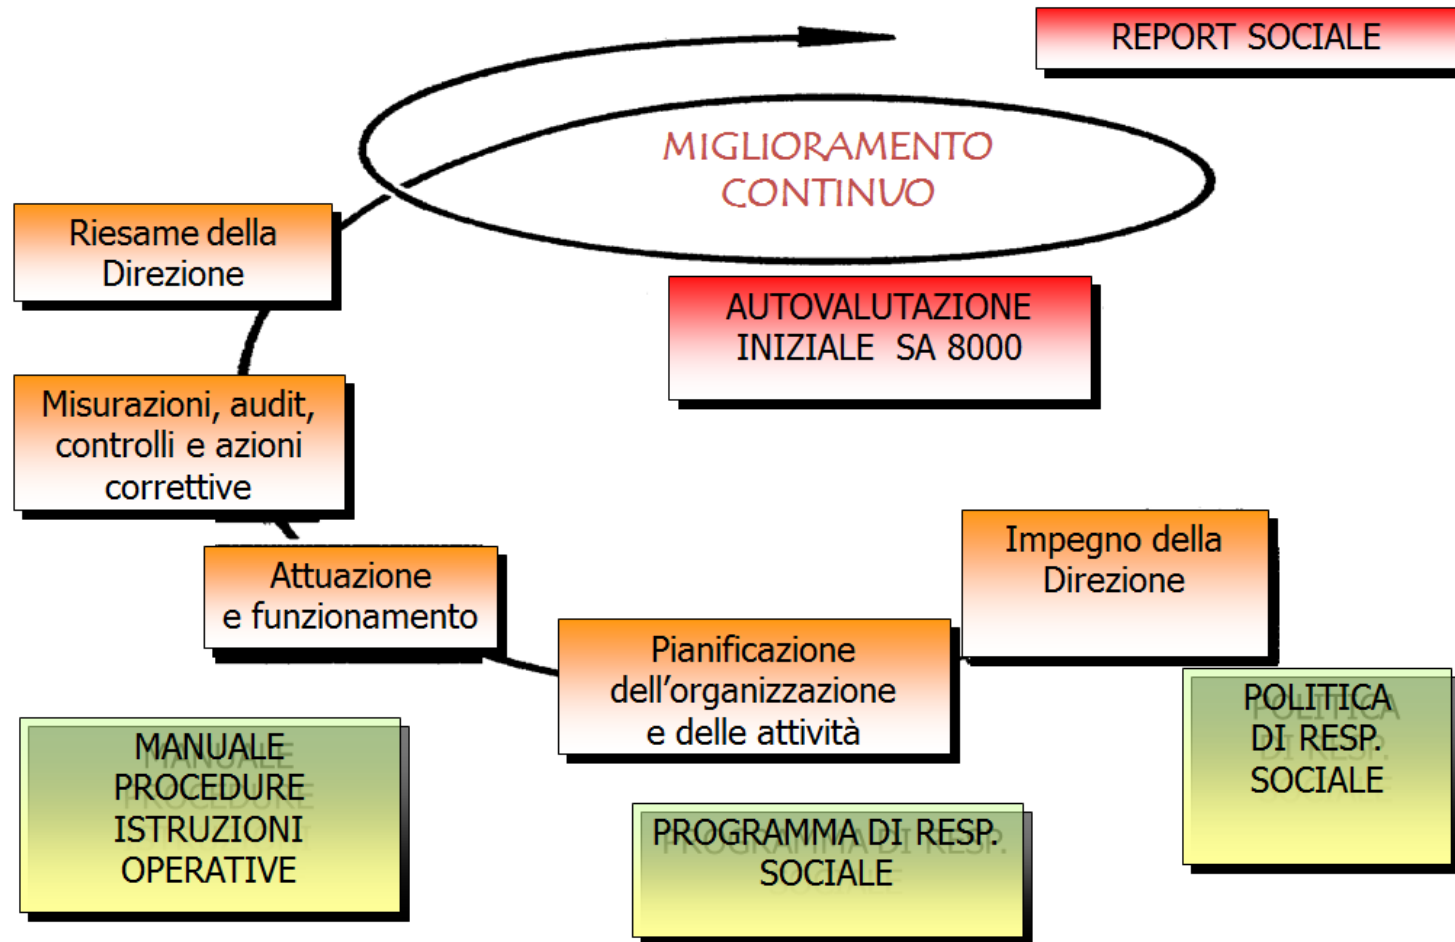 REPORT SOCIALE
MIGLIORAMENTO
CONTINUO
Riesame della
Direzione
AUTOVALUTAZIONE
INIZIALE SA 8000
Misurazioni, audit,
controlli e azioni
correttive
Impegno della
Direzione
Attuazione
e funzionamento
Pianificazione
dell’organizzazione
e delle attività
POLITICA
DI RESP.
SOCIALE
MANUALE
PROCEDURE
ISTRUZIONI
OPERATIVE
PROGRAMMA DI RESP.
SOCIALE